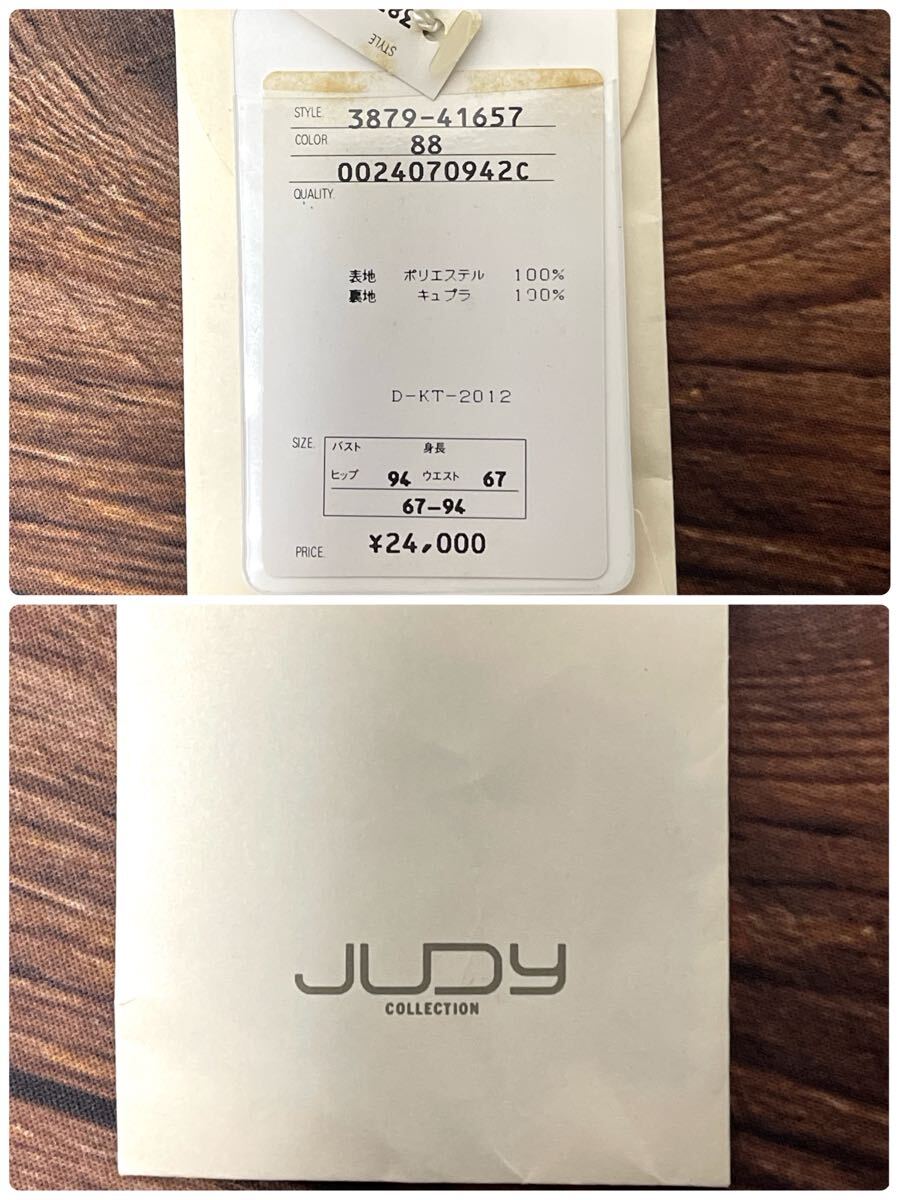 STYLE
STYLE 3879-41657
COLOR 88
0024070942C
QUALITY.
表地 ポリエステル 100%
裏地 キュプラ 100%
D-KT-2012
SIZE. バスト 身長
ヒップ 94 ウエスト 67
67-94
PRICE. ¥24,000
JUDY
COLLECTION